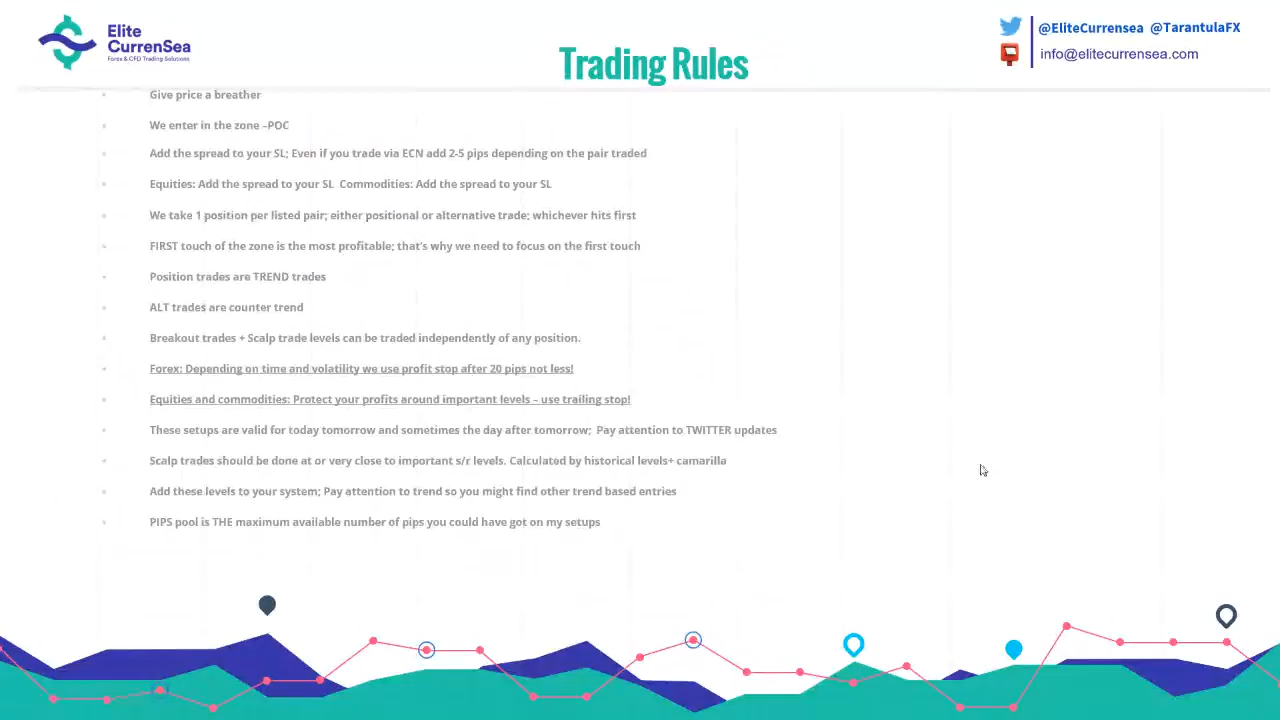 Elite
CurrenSea
Forex & CFD Trading Solutions
Trading Rules
@EliteCurrensea @TarantulaFX
info@elitecurrensea.com
Give price a breather
We enter in the zone –POC
Add the spread to your SL; Even if you trade via ECN add 2-5 pips depending on the pair traded
Equities: Add the spread to your SL Commodities: Add the spread to your SL
We take 1 position per listed pair; either positional or alternative trade; whichever hits first
FIRST touch of the zone is the most profitable; that's why we need to focus on the first touch
Position trades are TREND trades
ALT trades are counter trend
Breakout trades + Scalp trade levels can be traded independently of any position.
Forex: Depending on time and volatility we use profit stop after 20 pips not less!
Equities and commodities: Protect your profits around important levels – use trailing stop!
These setups are valid for today tomorrow and sometimes the day after tomorrow; Pay attention to TWITTER updates
Scalp trades should be done at or very close to important s/r levels. Calculated by historical levels+ camarilla
Add these levels to your system; Pay attention to trend so you might find other trend based entries
PIPS pool is THE maximum available number of pips you could have got on my setups